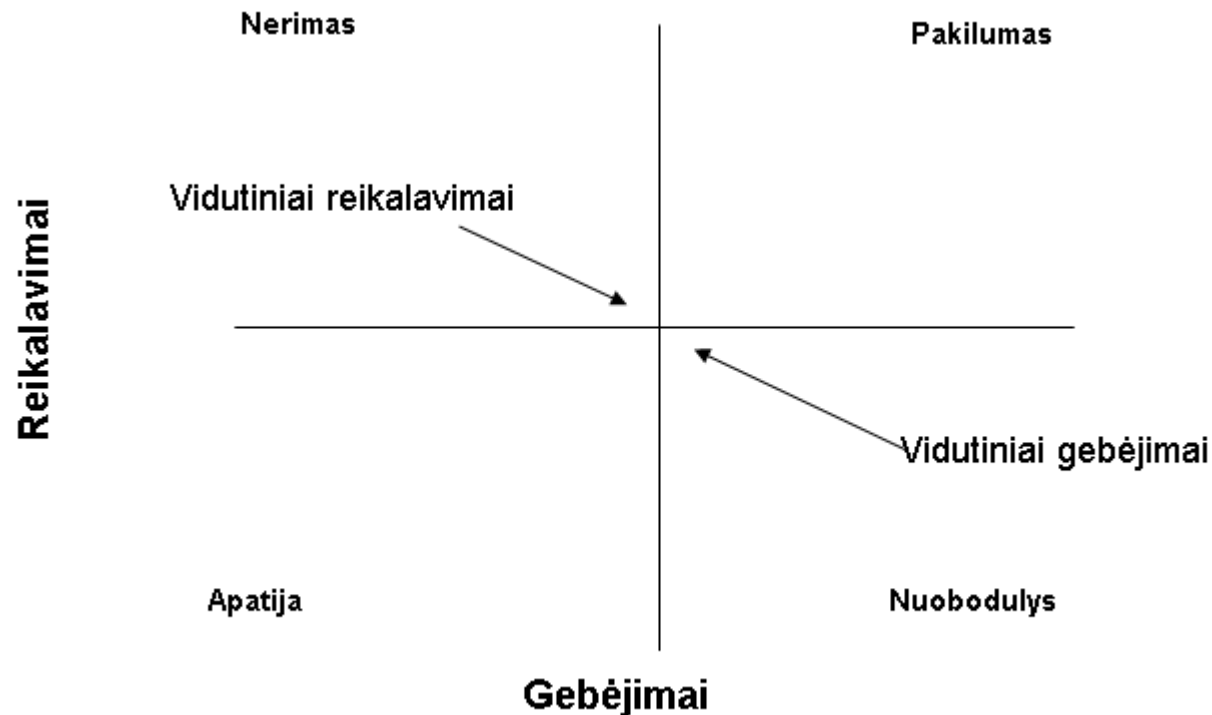 Nerimas
Pakilumas
Vidutiniai reikalavimai
Reikalavimai
Vidutiniai gebėjimai
Apatija
Nuobodulys
Gebėjimai